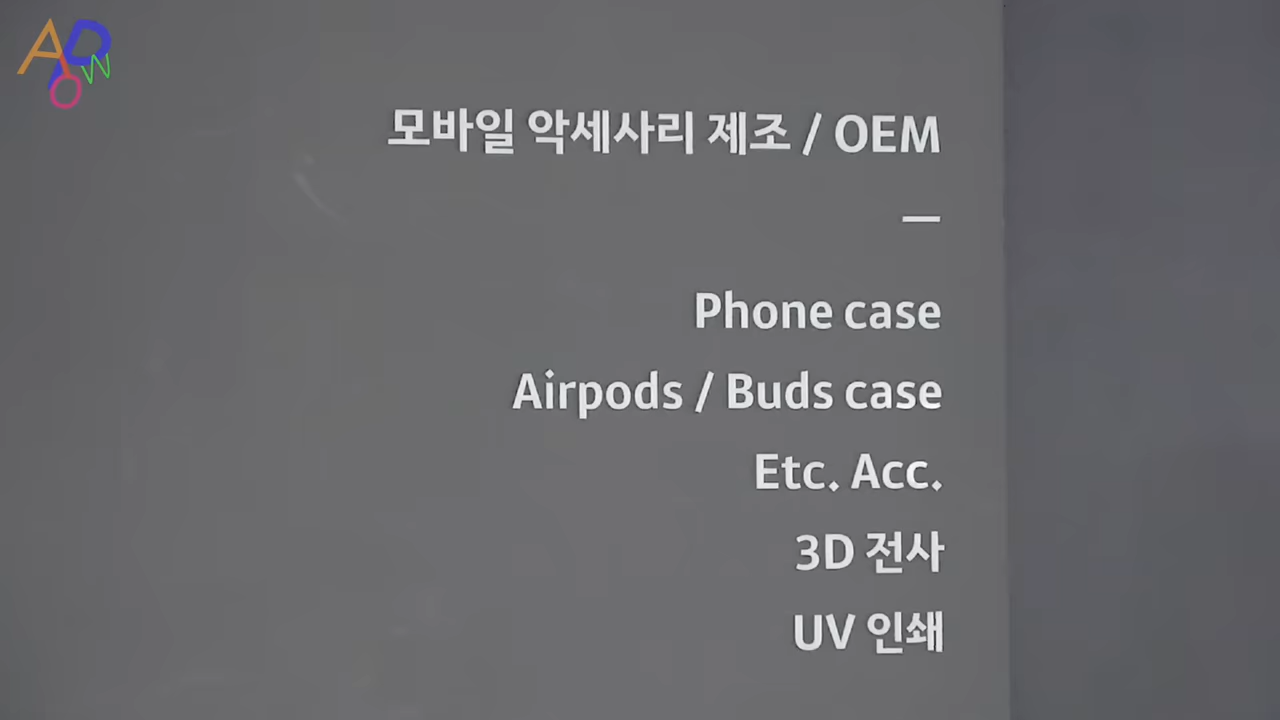 모바일 악세사리 제조 / OEM
—
Phone case
Airpods / Buds case
Etc. Acc.
3D 전사
UV 인쇄